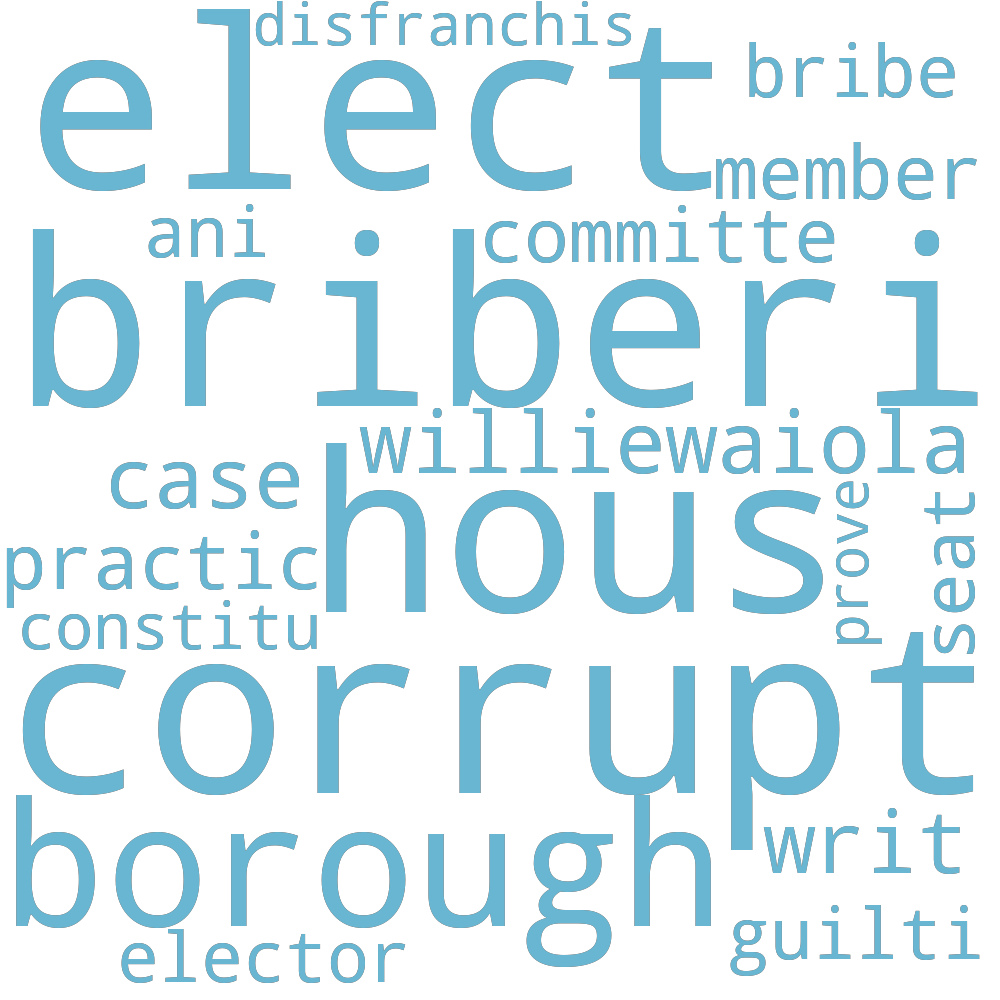 disfranchis
elect
bribe
member
ani
committe
briberi
williewaiola
case
hous
prove
seat
practic
constitu
corrupt
borough
writ
guilti
elector